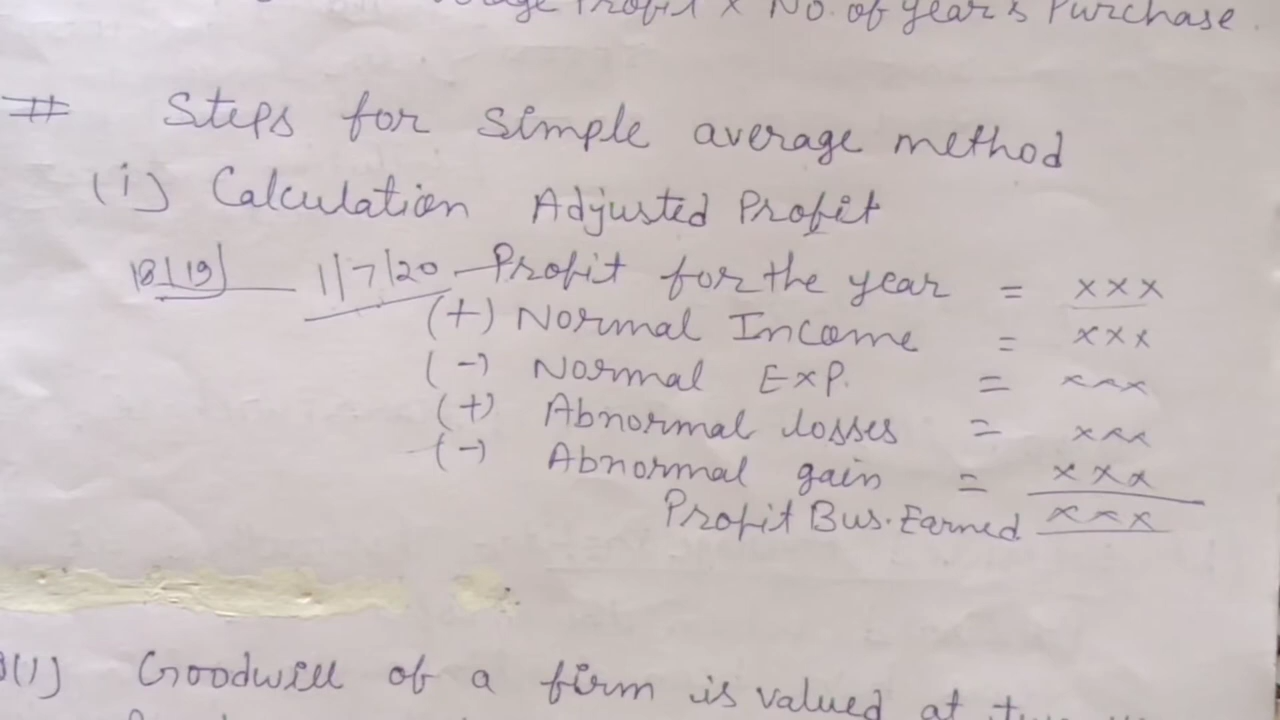 Profit × No. of years Purchase.
# Steps for simple average method
(i) Calculation Adjusted Profit
18|19| 1/7/20 Profit for the year = xxx
(+) Normal Income = xxx
(-) Normal Exp. = xxx
(+) Abnormal losses = xxx
(-) Abnormal gain = xxx
Profit Bus. Earned xxx
(1) Goodwill of a firm is valued at